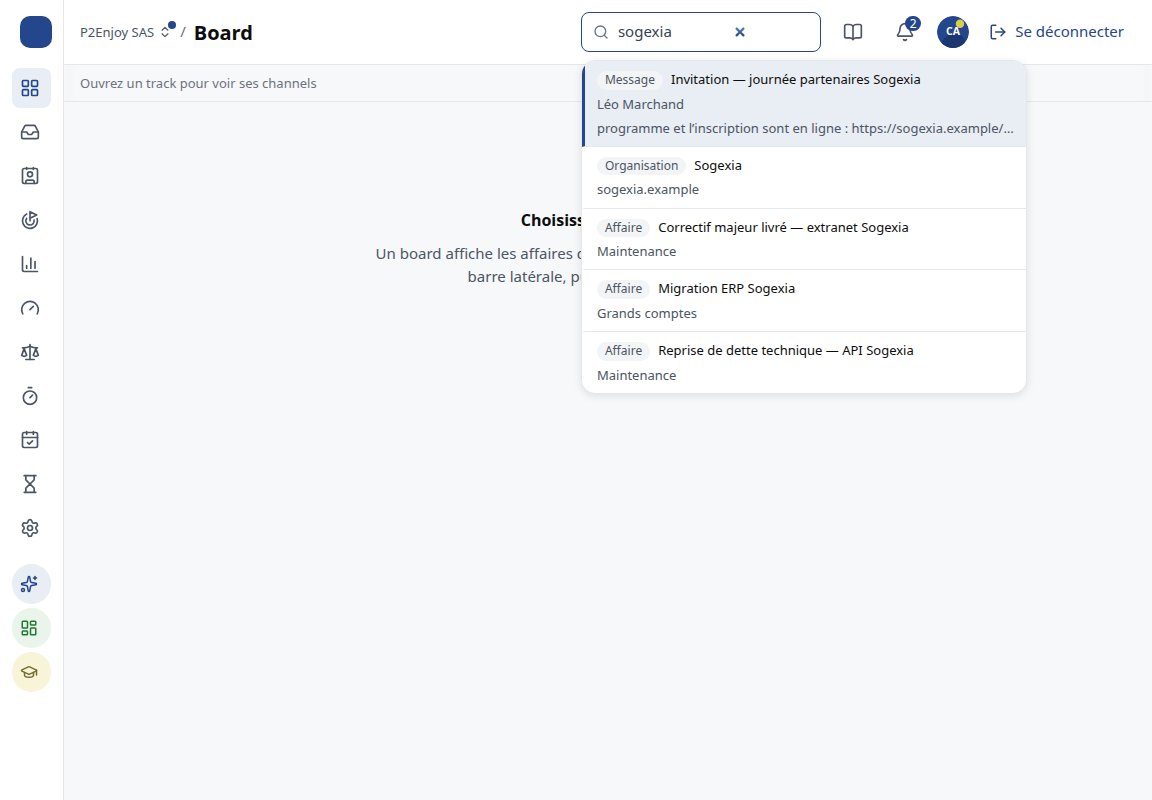 P2Enjoy SAS / Board
sogexia
2
CA
Se déconnecter
Ouvrez un track pour voir ses channels
Message Invitation — journée partenaires Sogexia
Léo Marchand
programme et l'inscription sont en ligne : https://sogexia.example/...
Organisation Sogexia
sogexia.example
Affaire Correctif majeur livré — extranet Sogexia
Maintenance
Affaire Migration ERP Sogexia
Grands comptes
Affaire Reprise de dette technique — API Sogexia
Maintenance
Choisiss
Un board affiche les affaires
barre latérale,